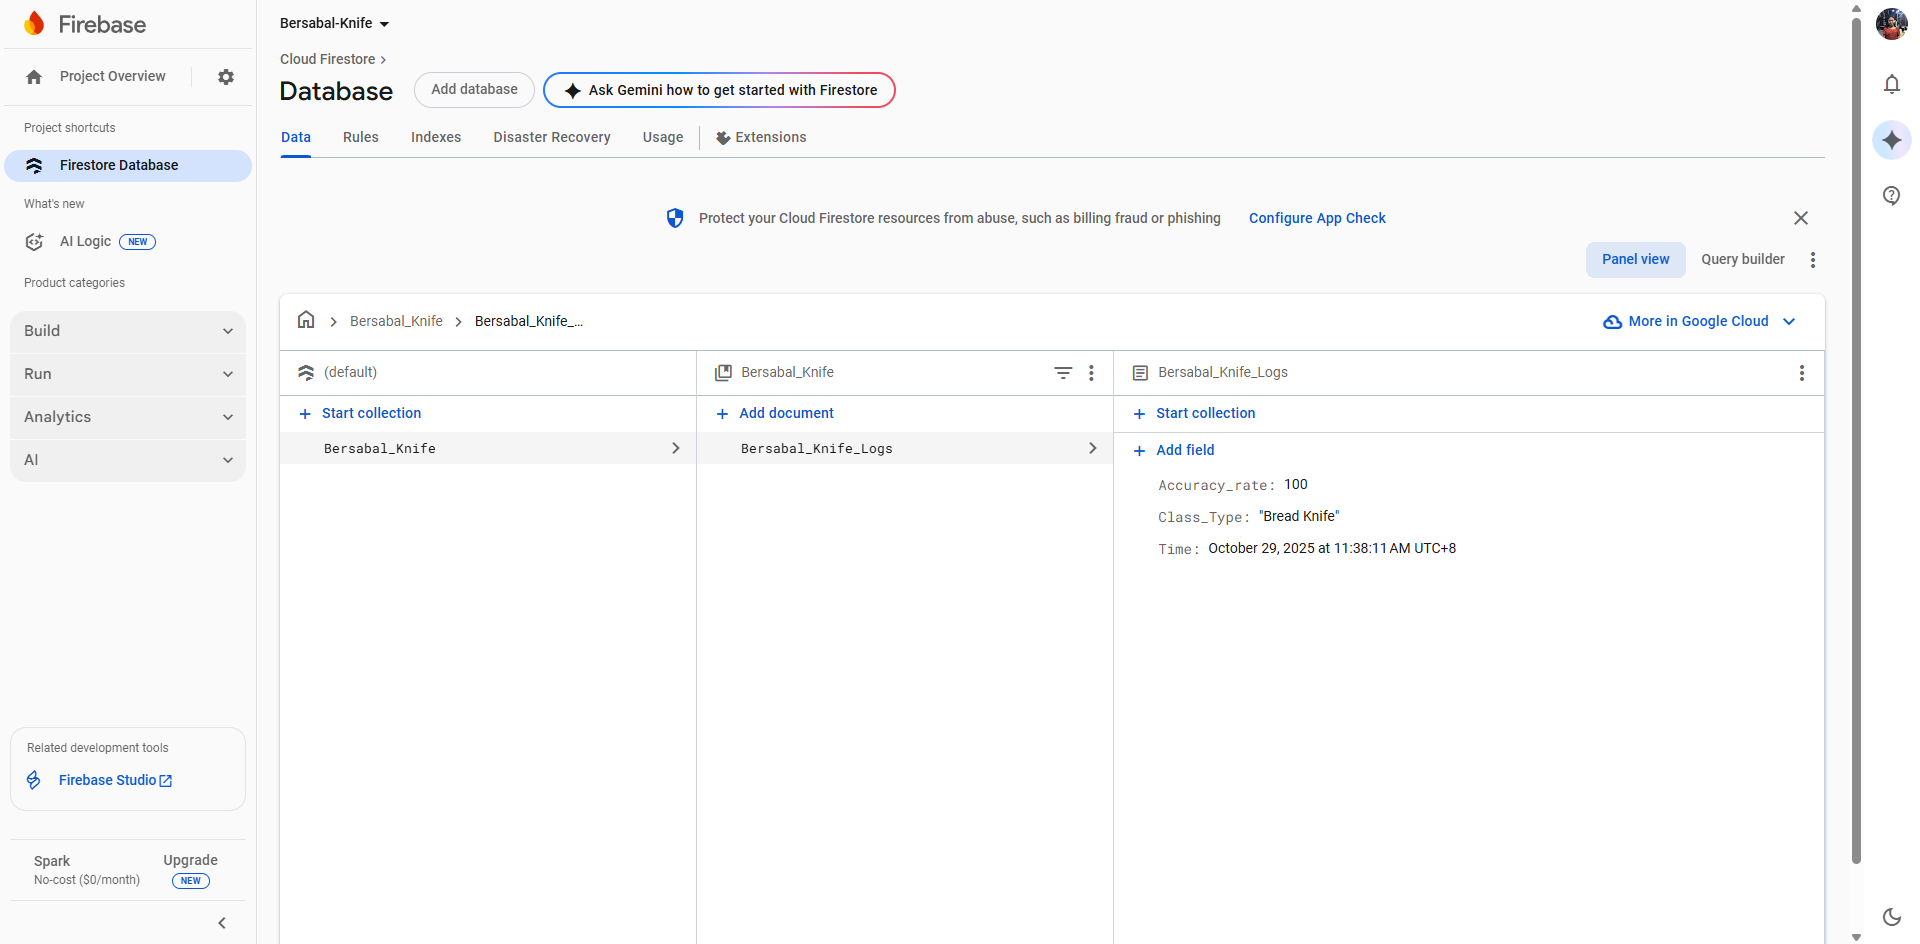 Firebase
Project Overview
Project shortcuts
Firestore Database
What's new
AI Logic NEW
Product categories
Build
Run
Analytics
AI
Related development tools
Firebase Studio
Spark
No-cost ($0/month)
Upgrade
NEW
Bersabal-Knife
Cloud Firestore
Database
Add database
Ask Gemini how to get started with Firestore
Data Rules Indexes Disaster Recovery Usage Extensions
Protect your Cloud Firestore resources from abuse, such as billing fraud or phishing Configure App Check
Panel view Query builder
Bersabal_Knife Bersabal_Knife_...
More in Google Cloud
(default)
Start collection
Bersabal_Knife
Bersabal_Knife
Add document
Bersabal_Knife_Logs
Bersabal_Knife_Logs
Start collection
Add field
Accuracy_rate: 100
Class_Type: "Bread Knife"
Time: October 29, 2025 at 11:38:11 AM UTC+8